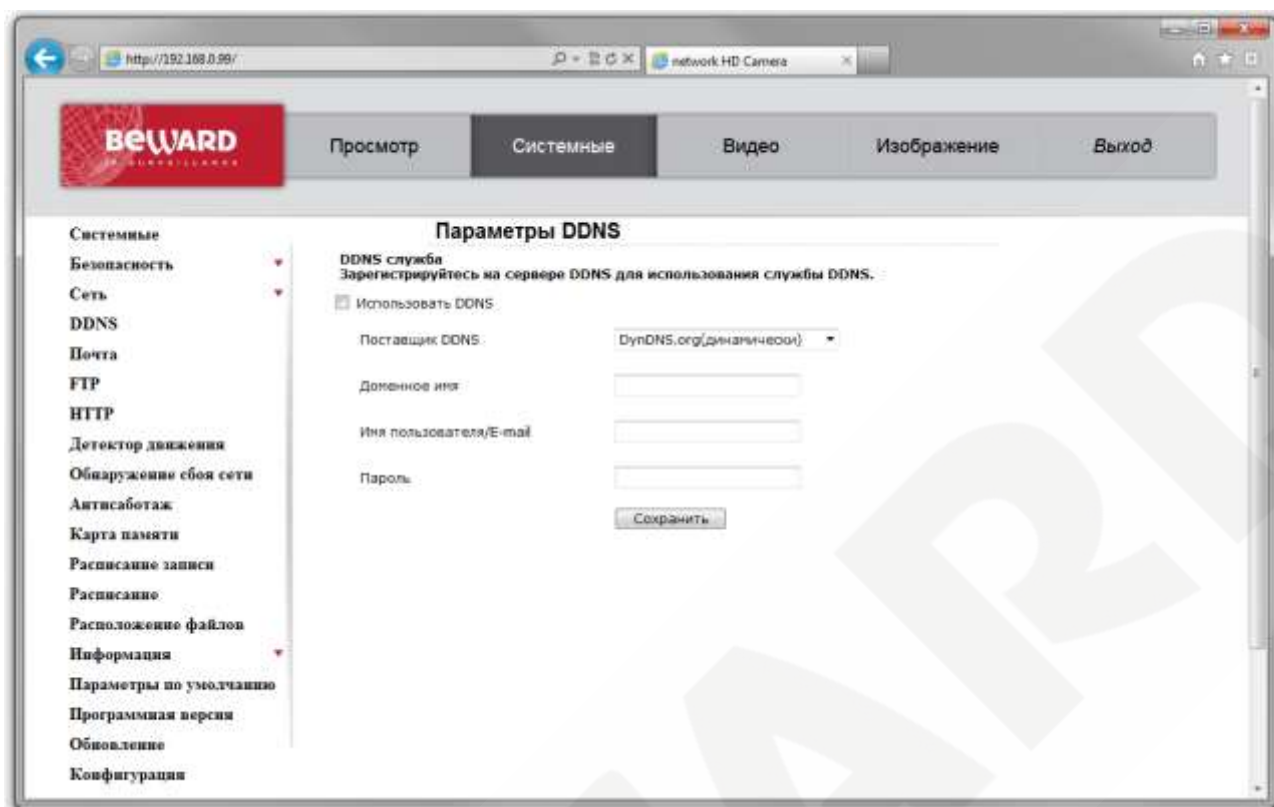 http://192.168.0.99/
network HD Camera
BEWARD
Просмотр
Системные
Видео
Изображение
Выход
Системные
Безопасность
Сеть
DDNS
Почта
FTP
HTTP
Детектор движения
Обнаружение сбоя сети
Антисаботаж
Карта памяти
Расписание записи
Расписание
Расположение файлов
Информация
Параметры по умолчанию
Программная версия
Обновление
Конфигурация
Параметры DDNS
DDNS служба
Зарегистрируйтесь на сервере DDNS для использования службы DDNS.
Использовать DDNS
Поставщик DDNS
DynDNS.org(динамически)
Доменное имя
Имя пользователя/E-mail
Пароль
Сохранить